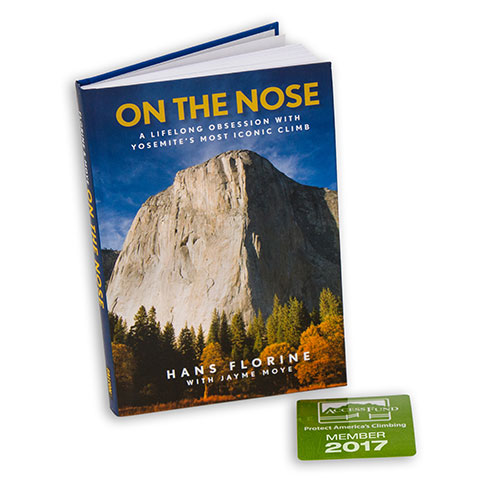 ON THE NOSE
A LIFELONG OBSESSION WITH
YOSEMITE'S MOST ICONIC CLIMB
HANS FLORINE
WITH JAYME MOYE
ON THE NOSE
ACCESS FUND
Protect America's Climbing
MEMBER
2017